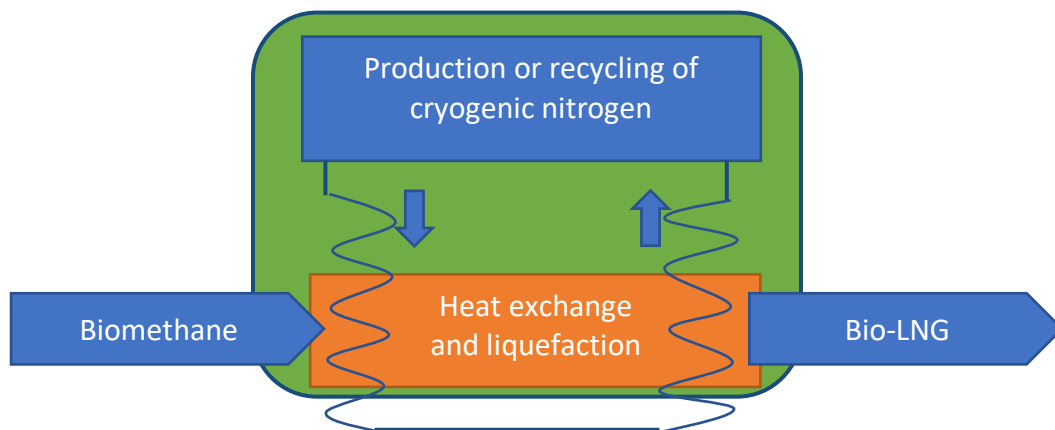 Production or recycling of
cryogenic nitrogen
Heat exchange
and liquefaction
Biomethane
Bio-LNG